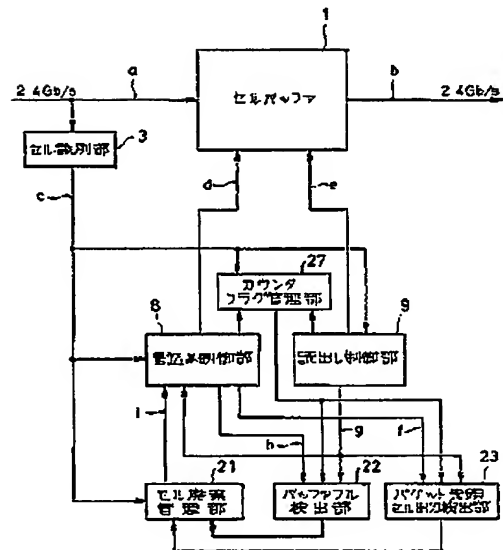 1
2.4Gb/s
a
セルバッファ
b
2.4Gb/s
セル識別部
3
c
d
e
27
カウンタ
フラグ管理部
8
書込み制御部
9
読出し制御部
i
h
g
f
21
セル廃棄
管理部
22
バッファフル
検出部
23
パケット先頭
セル出力検出部